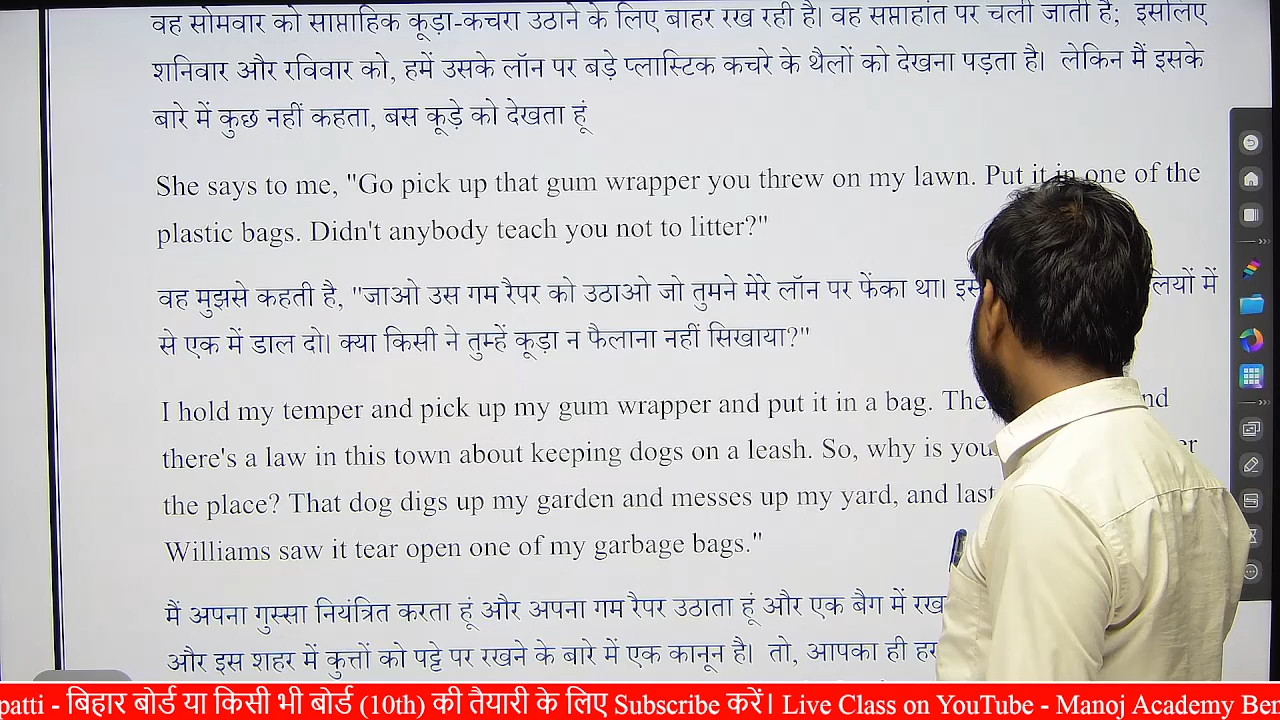 वह सोमवार को साप्ताहिक कूड़ा-कचरा उठाने के लिए बाहर रख रही है। वह सप्ताहांत पर चली जाती है; इसलिए
शनिवार और रविवार को, हमें उसके लॉन पर बड़े प्लास्टिक कचरे के थैलों को देखना पड़ता है। लेकिन मैं इसके
बारे में कुछ नहीं कहता, बस कूड़े को देखता हूं
She says to me, "Go pick up that gum wrapper you threw on my lawn. Put it in one of the
plastic bags. Didn't anybody teach you not to litter?"
वह मुझसे कहती है, "जाओ उस गम रैपर को उठाओ जो तुमने मेरे लॉन पर फेंका था। में
से एक में डाल दो। क्या किसी ने तुम्हें कूड़ा न फैलाना नहीं सिखाया?"
I hold my temper and pick up my gum wrapper and put it in a bag.
there's a law in this town about keeping dogs on a leash. So, why is
the place? That dog digs up my garden and messes up my yard, and last
Williams saw it tear open one of my garbage bags."
मैं अपना गुस्सा नियंत्रित करता हूं और अपना गम रैपर उठाता हूं और एक बैग में रख
और इस शहर में कुत्तों को पट्टे पर रखने के बारे में एक कानून है। तो, आपका ही
patti - बिहार बोर्ड या किसी भी बोर्ड (10th) की तैयारी के लिए Subscribe करें। Live Class on YouTube - Manoj Academy Ben